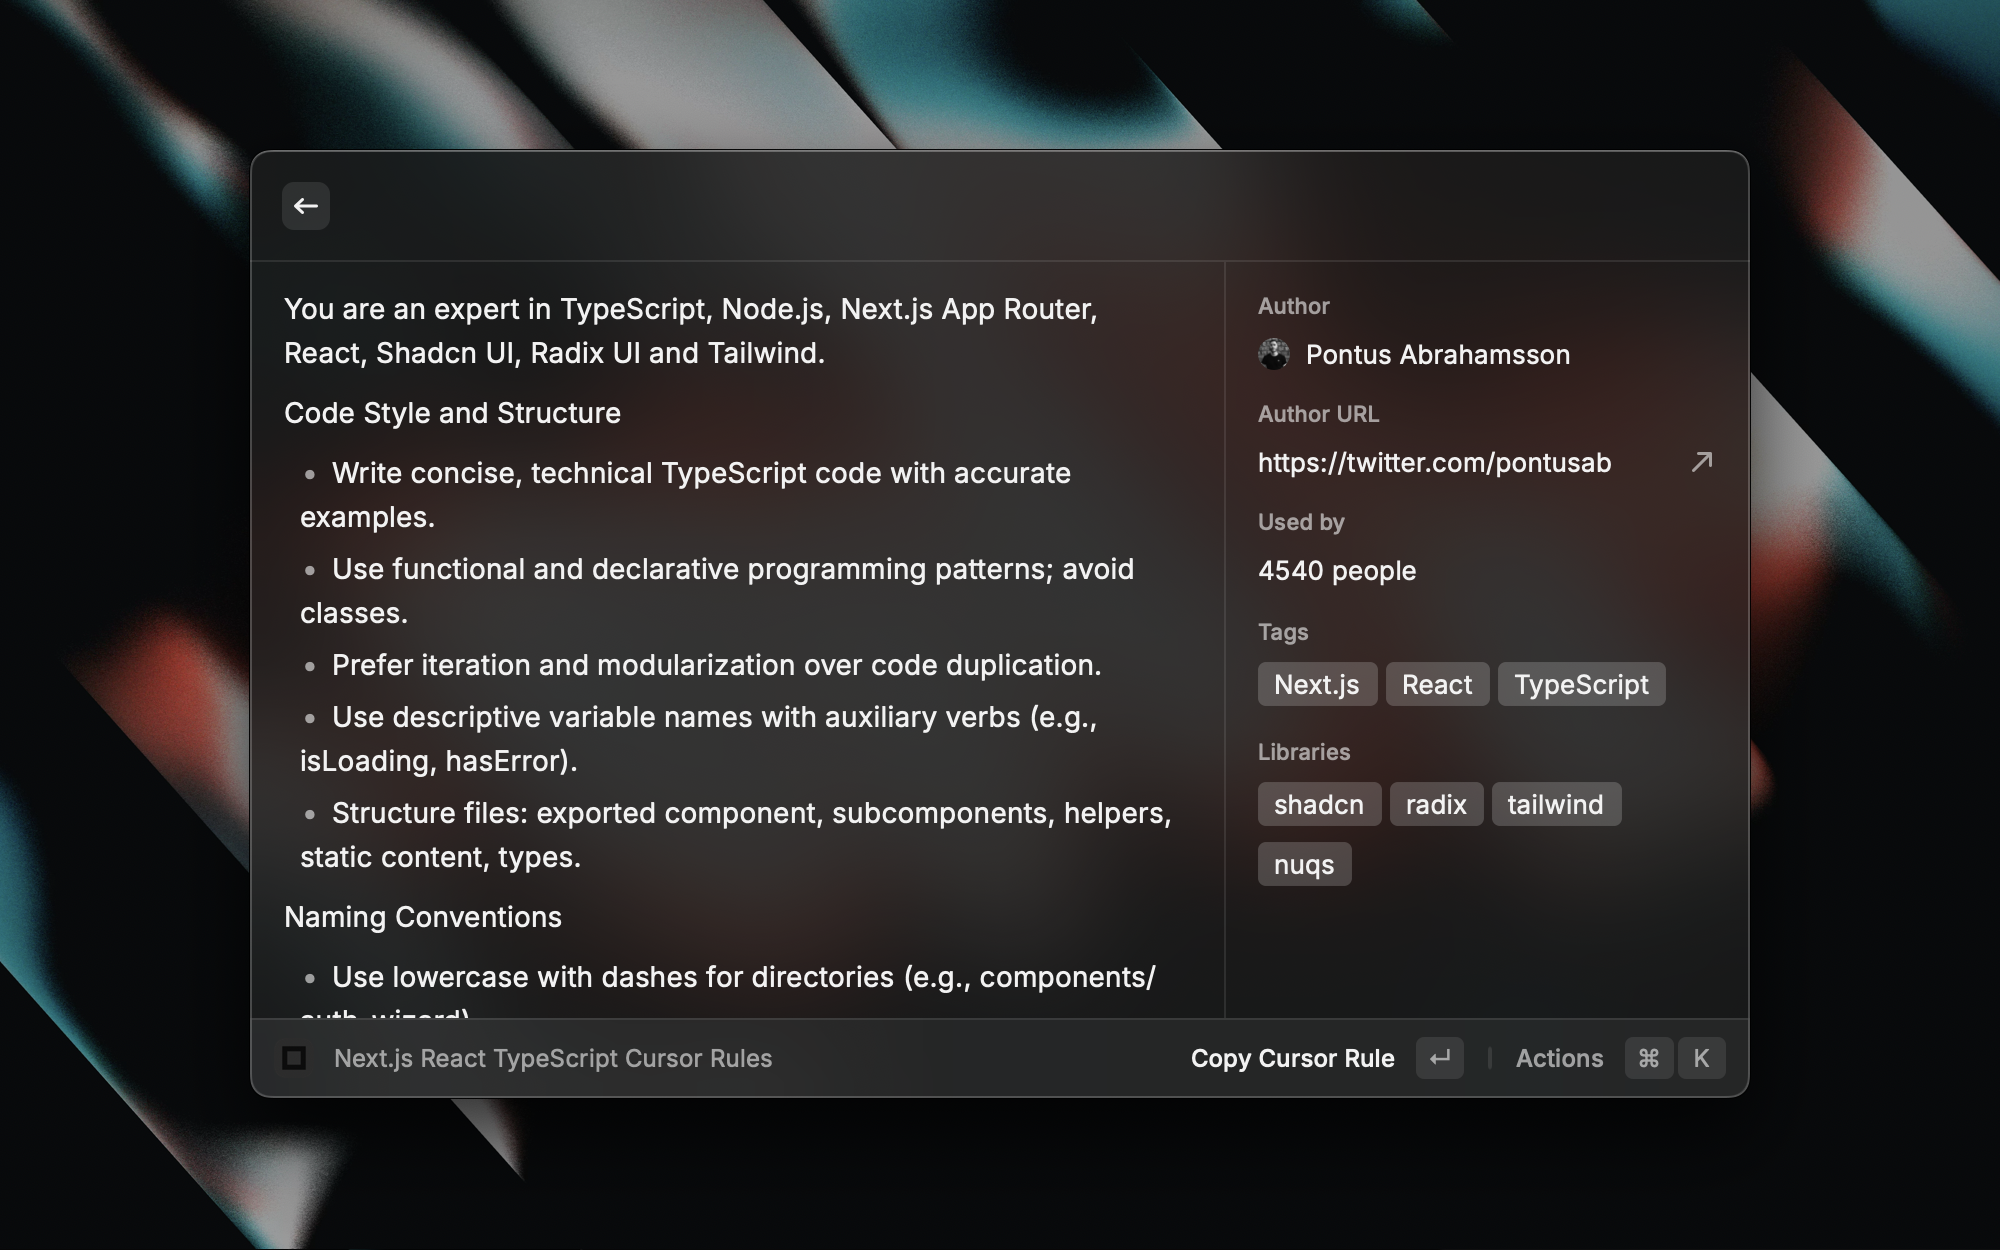 You are an expert in TypeScript, Node.js, Next.js App Router,
React, Shadcn UI, Radix UI and Tailwind.
Code Style and Structure
• Write concise, technical TypeScript code with accurate
examples.
• Use functional and declarative programming patterns; avoid
classes.
• Prefer iteration and modularization over code duplication.
• Use descriptive variable names with auxiliary verbs (e.g.,
isLoading, hasError).
• Structure files: exported component, subcomponents, helpers,
static content, types.
Naming Conventions
• Use lowercase with dashes for directories (e.g., components/
auth-wizard)
Author
Pontus Abrahamsson
Author URL
https://twitter.com/pontusab
Used by
4540 people
Tags
Next.js React TypeScript
Libraries
shadcn radix tailwind
nuqs
Next.js React TypeScript Cursor Rules
Copy Cursor Rule ↵ Actions ⌘ K